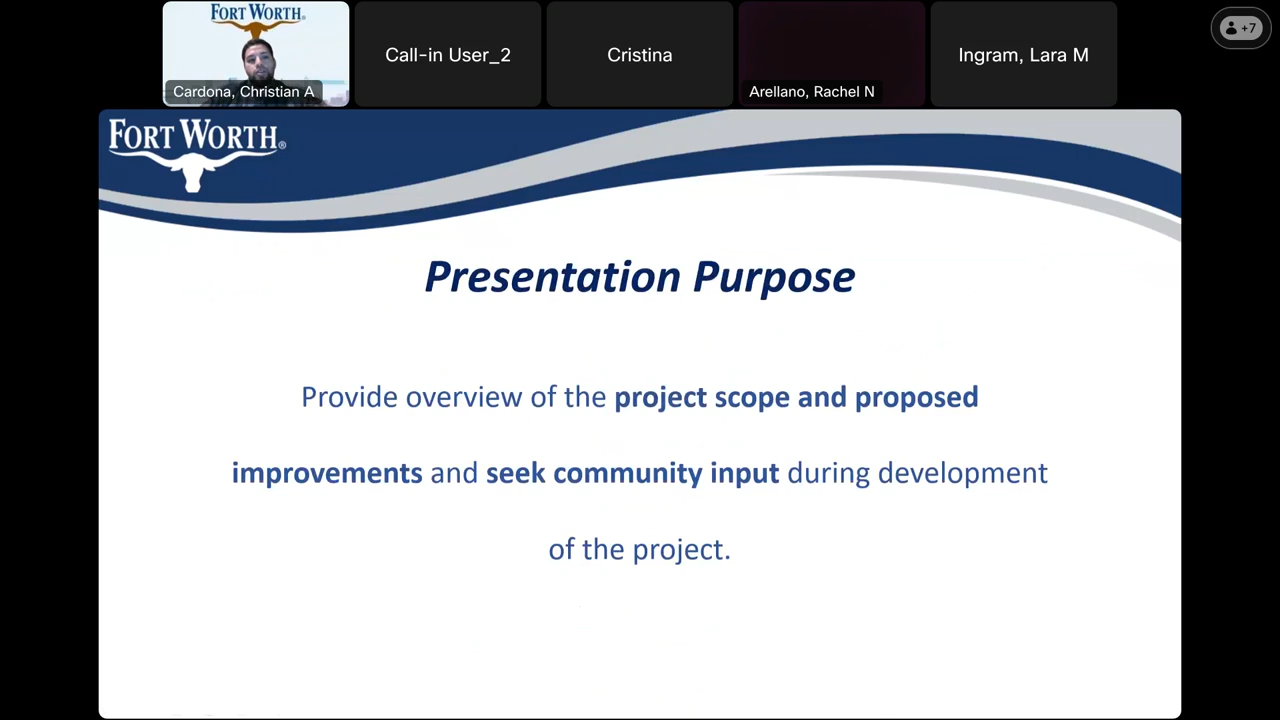 FORT WORTH
Cardona, Christian A
Call-in User_2
Cristina
Arellano, Rachel N
Ingram, Lara M
+7
FORT WORTH®
Presentation Purpose
Provide overview of the project scope and proposed
improvements and seek community input during development
of the project.